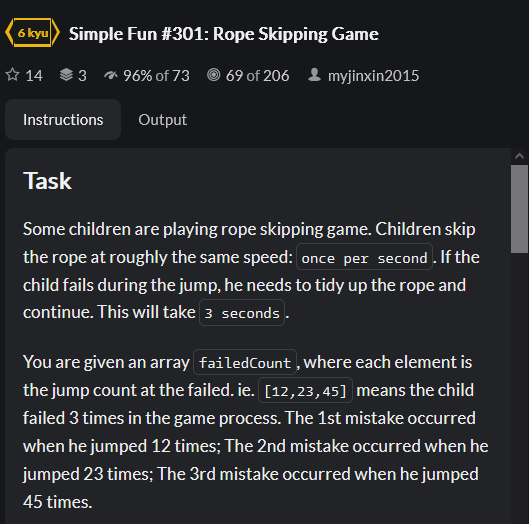 6 kyu Simple Fun #301: Rope Skipping Game
14 3 96% of 73 69 of 206 myjinxin2015
Instructions Output
Task
Some children are playing rope skipping game. Children skip
the rope at roughly the same speed: once per second. If the
child fails during the jump, he needs to tidy up the rope and
continue. This will take 3 seconds.
You are given an array failedCount, where each element is
the jump count at the failed. ie. [12,23,45] means the child
failed 3 times in the game process. The 1st mistake occurred
when he jumped 12 times; The 2nd mistake occurred when he
jumped 23 times; The 3rd mistake occurred when he jumped
45 times.